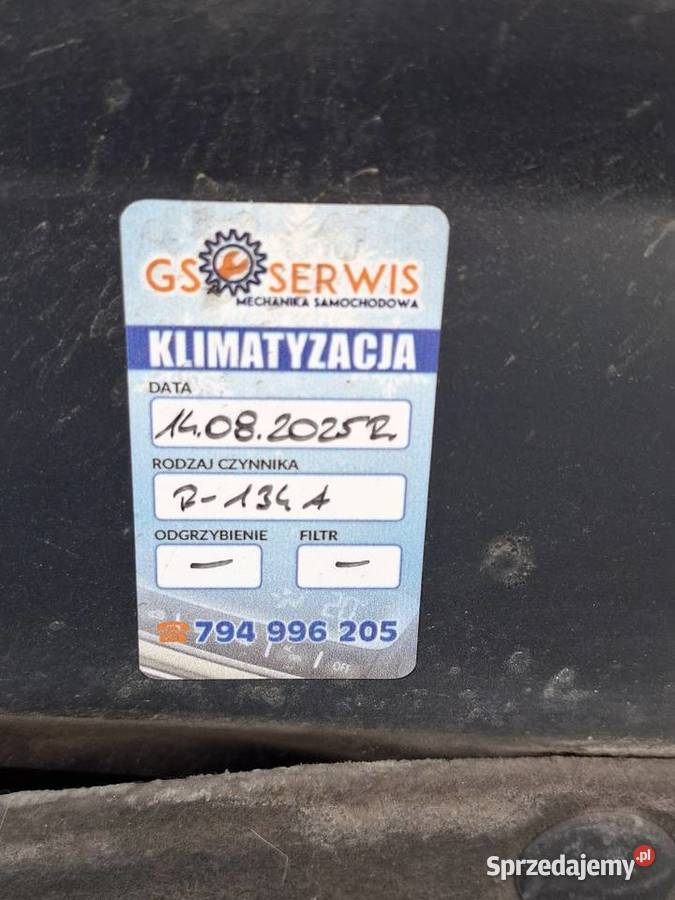 GS SERWIS
MECHANIKA SAMOCHODOWA
KLIMATYZACJA
DATA
14.08.2025R.
RODZAJ CZYNNIKA
R-134A
ODGRZYBIENIE FILTR
— —
794 996 205
OFF
Sprzedajemy.pl